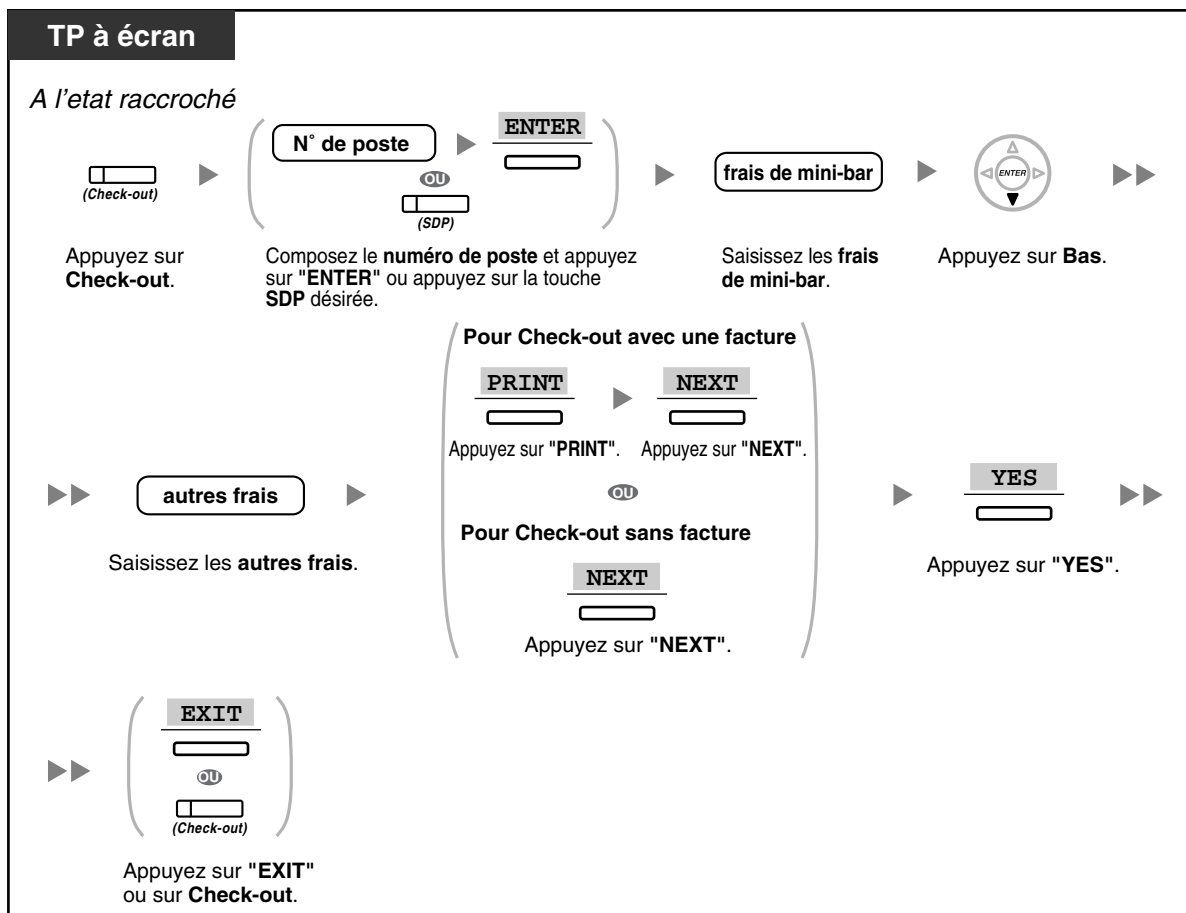 TP à écran
A l'etat raccroché
(Check-out)
N˚ de poste
ENTER
OU
(SDP)
frais de mini-bar
ENTER
Appuyez sur
Check-out.
Composez le numéro de poste et appuyez
sur "ENTER" ou appuyez sur la touche
SDP désirée.
Saisissez les frais
de mini-bar.
Appuyez sur Bas.
autres frais
Saisissez les autres frais.
Pour Check-out avec une facture
PRINT
NEXT
Appuyez sur "PRINT".
Appuyez sur "NEXT".
OU
Pour Check-out sans facture
NEXT
Appuyez sur "NEXT".
YES
Appuyez sur "YES".
EXIT
OU
(Check-out)
Appuyez sur "EXIT"
ou sur Check-out.